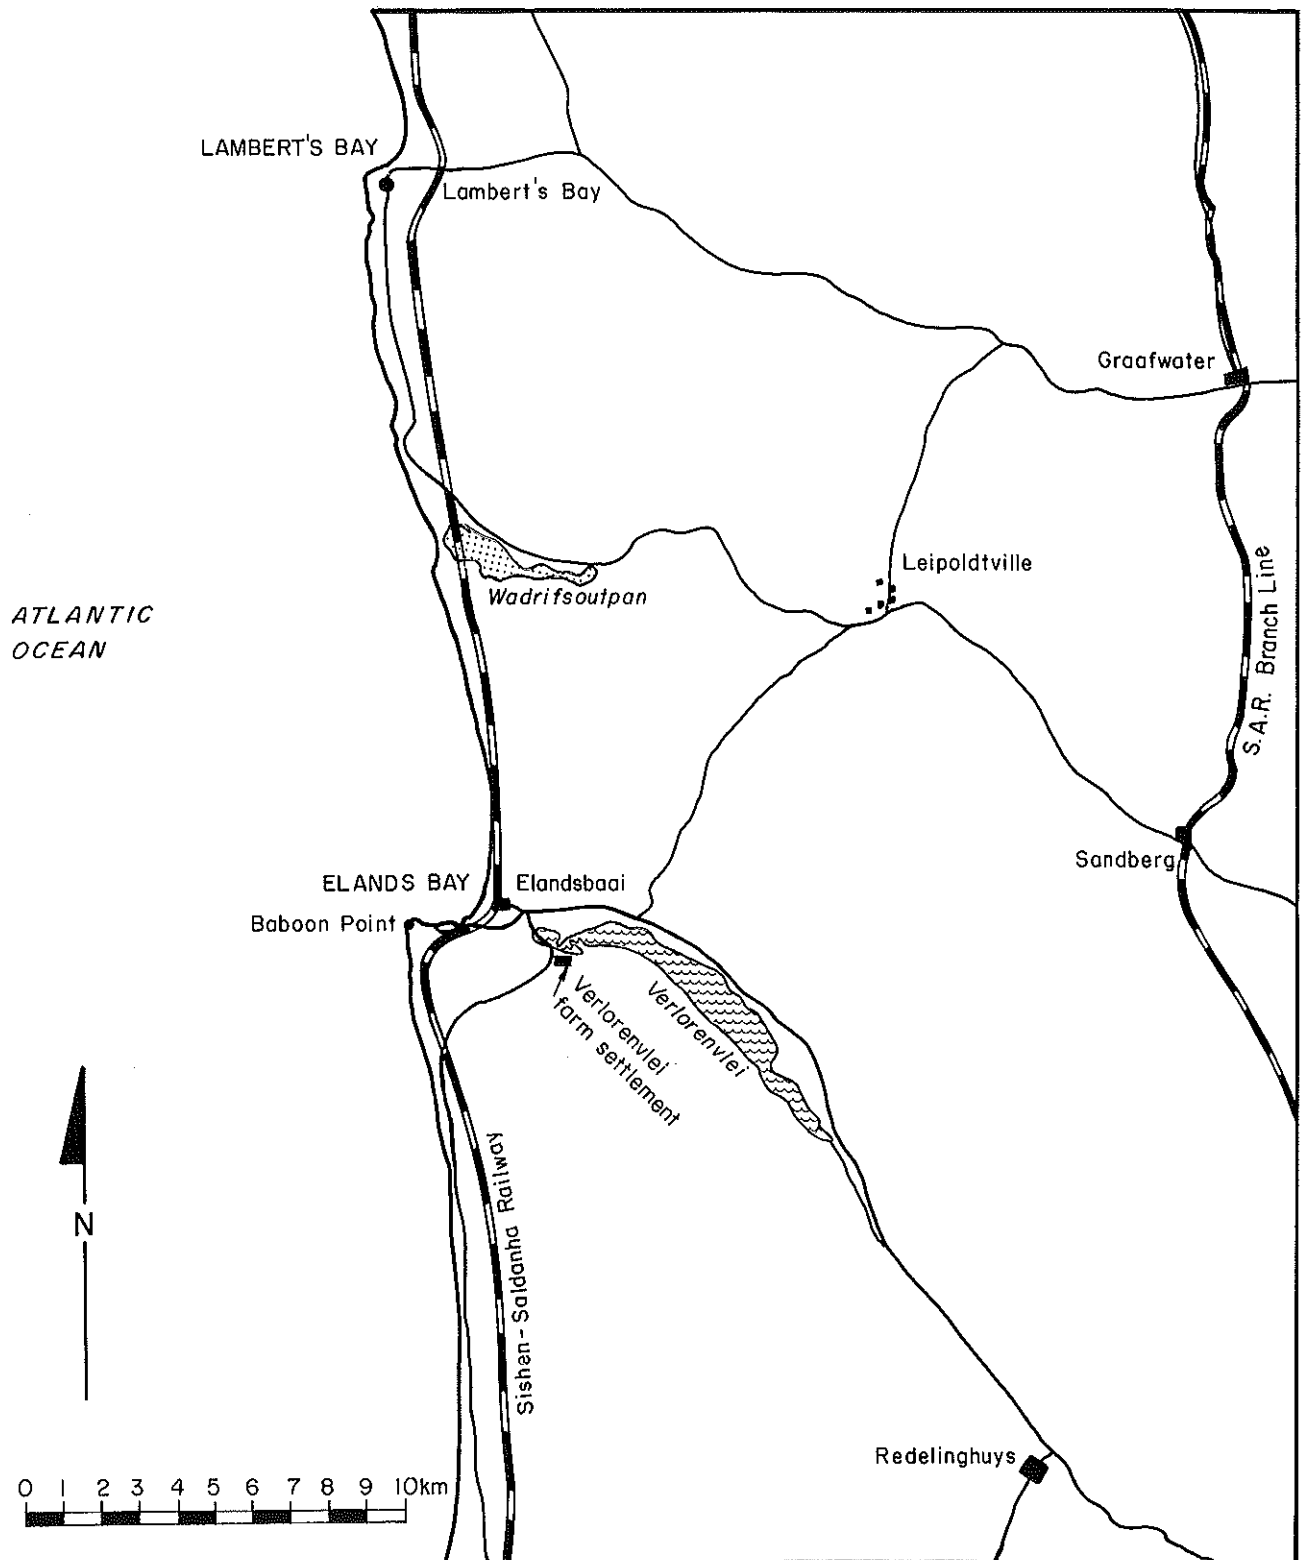 LAMBERT'S BAY
Lambert's Bay
Graafwater
Leipoldtville
Wadrifsoutpan
ATLANTIC
OCEAN
S.A.R. Branch Line
Sandberg
ELANDS BAY
Elandsbaai
Baboon Point
Verlorenvlei
farm settlement
Verlorenvlei
N
Sishen-Saldanha Railway
Redelinghuys
0 1 2 3 4 5 6 7 8 9 10km